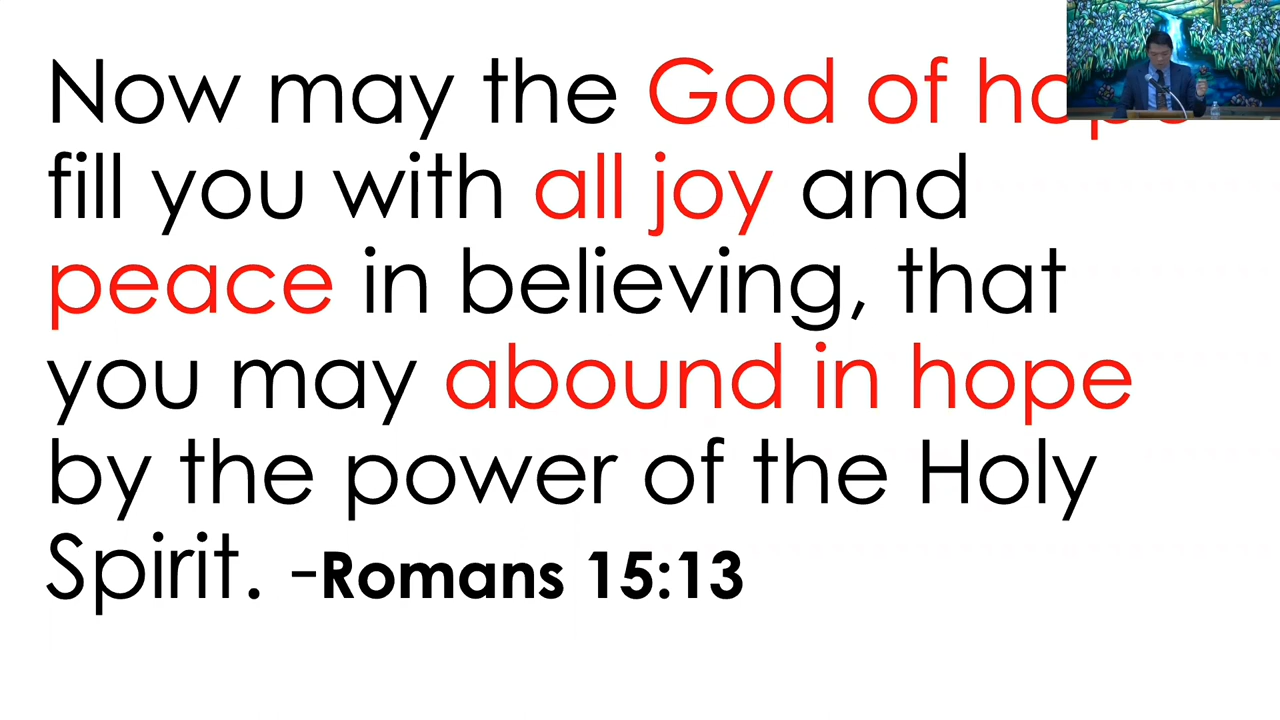 Now may the God of hope
fill you with all joy and
peace in believing, that
you may abound in hope
by the power of the Holy
Spirit. -Romans 15:13